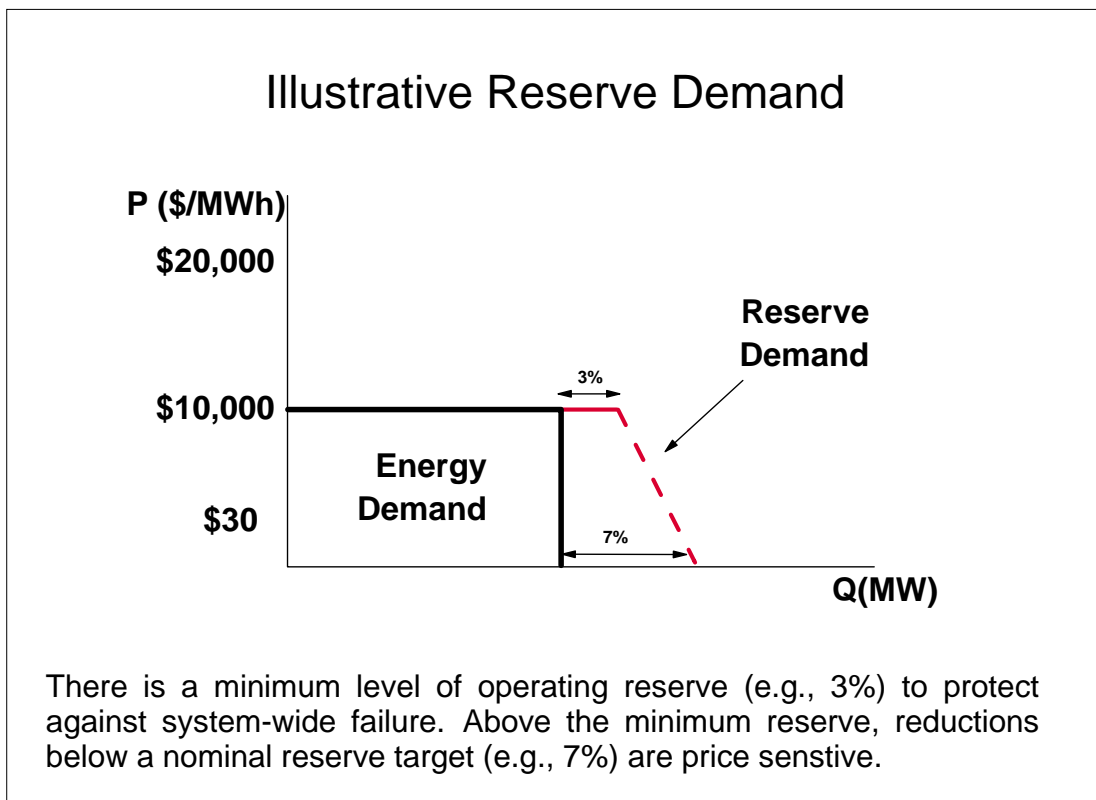 Illustrative Reserve Demand
P ($/MWh)
$20,000
Reserve
Demand
3%
$10,000
Energy
Demand
$30
7%
Q(MW)
There is a minimum level of operating reserve (e.g., 3%) to protect
against system-wide failure. Above the minimum reserve, reductions
below a nominal reserve target (e.g., 7%) are price senstive.